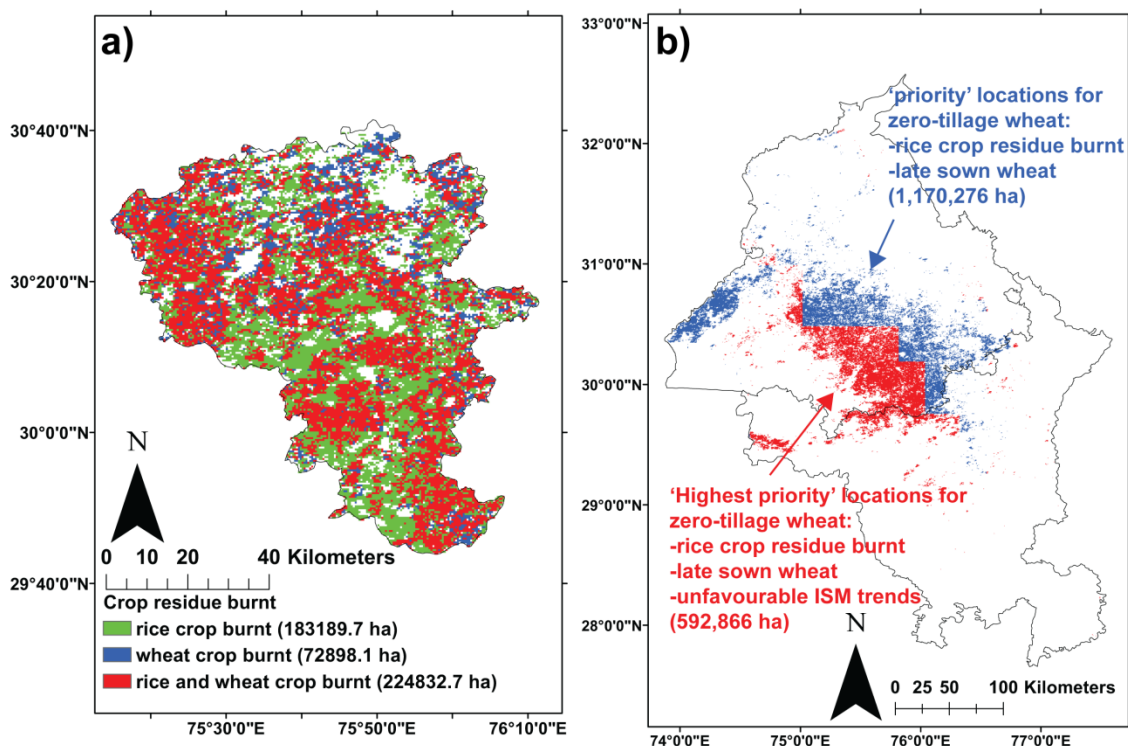 a)
30°40'0"N
30°20'0"N
30°0'0"N
29°40'0"N
N
0 10 20 40 Kilometers
Crop residue burnt
rice crop burnt (183189.7 ha)
wheat crop burnt (72898.1 ha)
rice and wheat crop burnt (224832.7 ha)
75°30'0"E 75°50'0"E 76°10'0"E
b)
33°0'0"N
32°0'0"N
31°0'0"N
30°0'0"N
29°0'0"N
28°0'0"N
'priority' locations for
zero-tillage wheat:
-rice crop residue burnt
-late sown wheat
(1,170,276 ha)
'Highest priority' locations for
zero-tillage wheat:
-rice crop residue burnt
-late sown wheat
-unfavourable ISM trends
(592,866 ha)
N
0 25 50 100 Kilometers
74°0'0"E 75°0'0"E 76°0'0"E 77°0'0"E